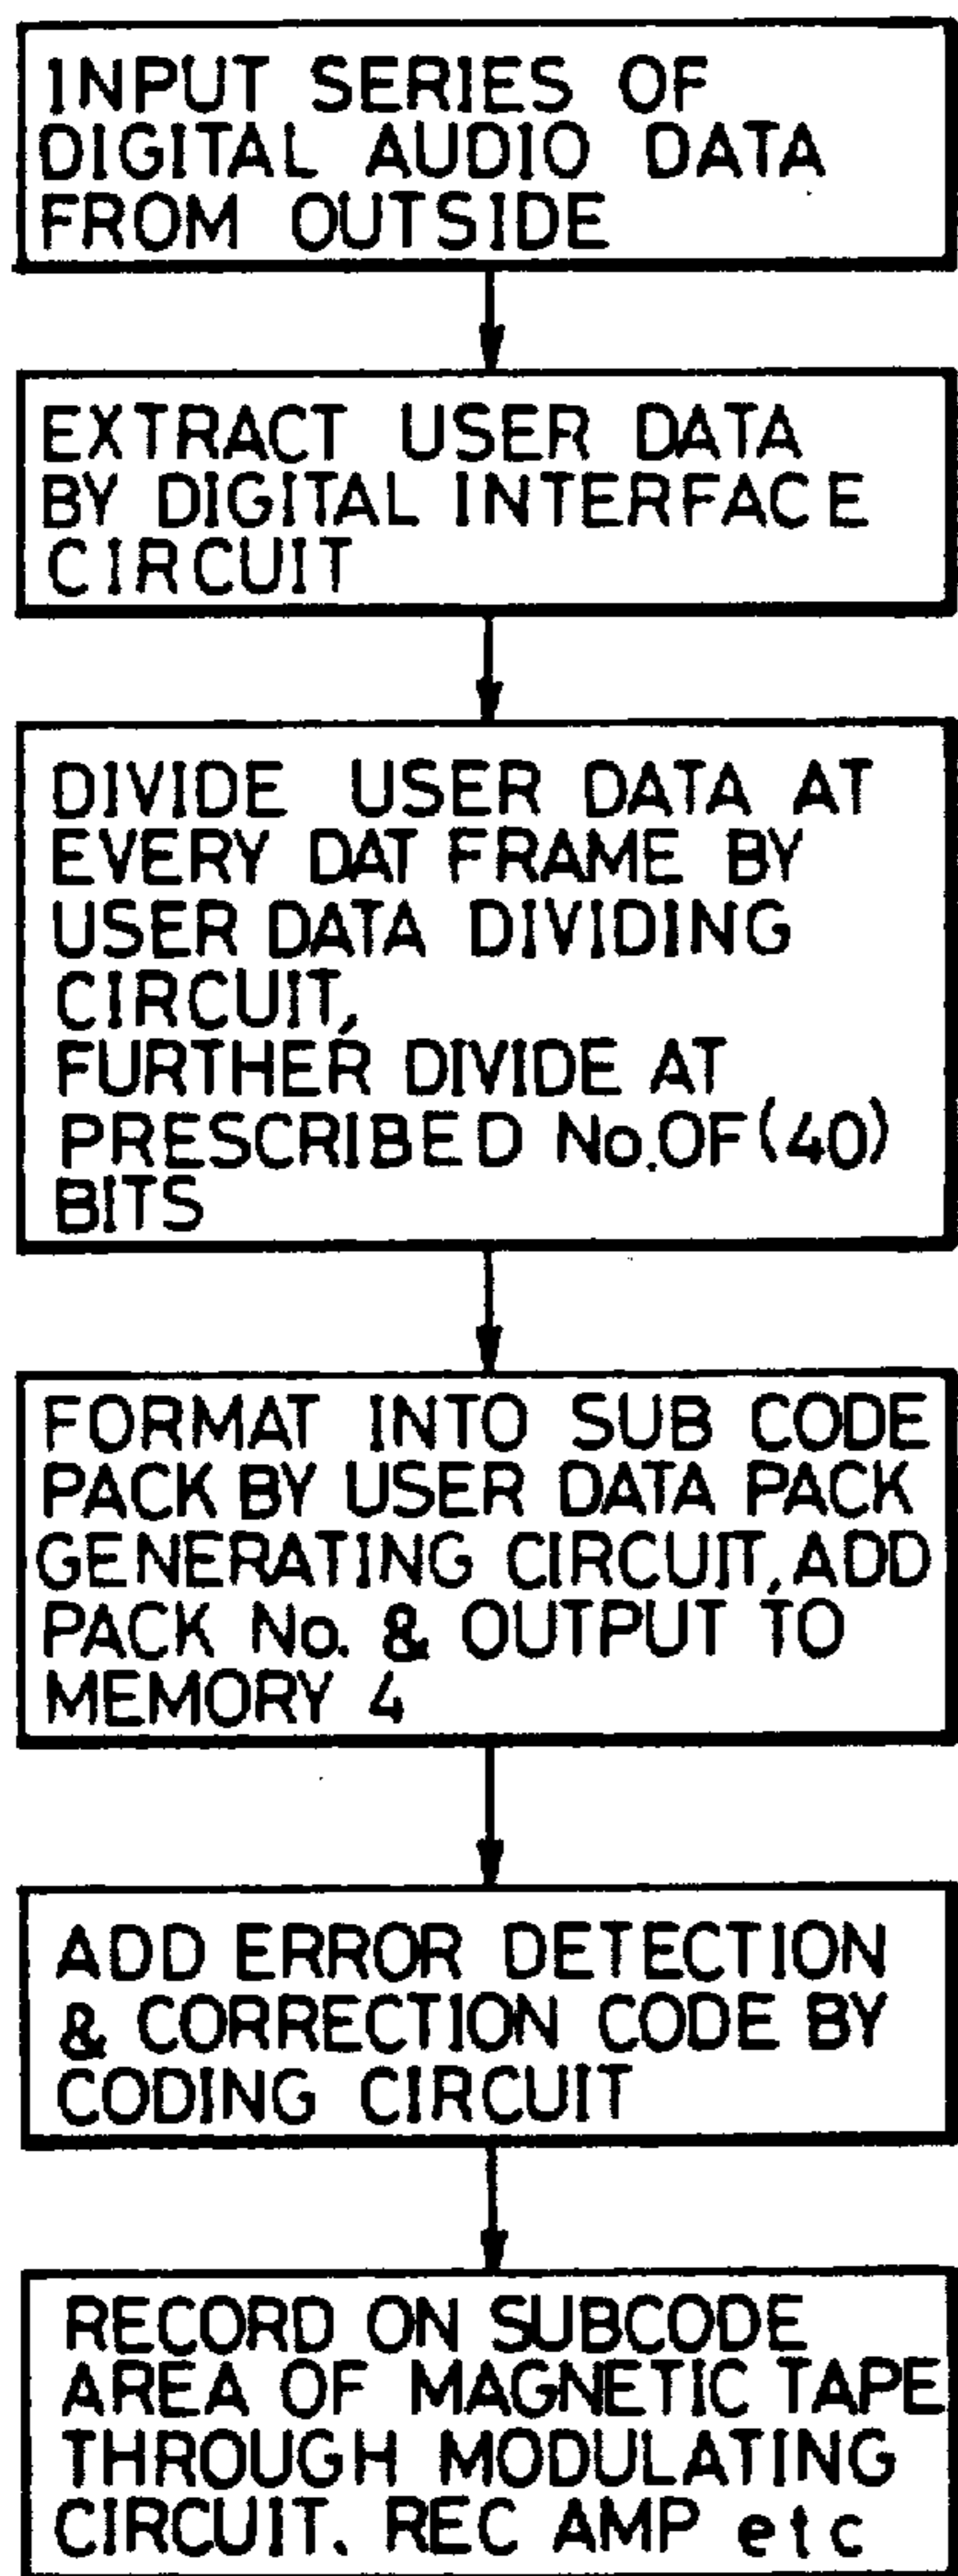 INPUT SERIES OF
DIGITAL AUDIO DATA
FROM OUTSIDE
EXTRACT USER DATA
BY DIGITAL INTERFACE
CIRCUIT
DIVIDE USER DATA AT
EVERY DAT FRAME BY
USER DATA DIVIDING
CIRCUIT,
FURTHER DIVIDE AT
PRESCRIBED No.OF(40)
BITS
FORMAT INTO SUB CODE
PACK BY USER DATA PACK
GENERATING CIRCUIT, ADD
PACK No. & OUTPUT TO
MEMORY 4
ADD ERROR DETECTION
& CORRECTION CODE BY
CODING CIRCUIT
RECORD ON SUBCODE
AREA OF MAGNETIC TAPE
THROUGH MODULATING
CIRCUIT. REC AMP etc